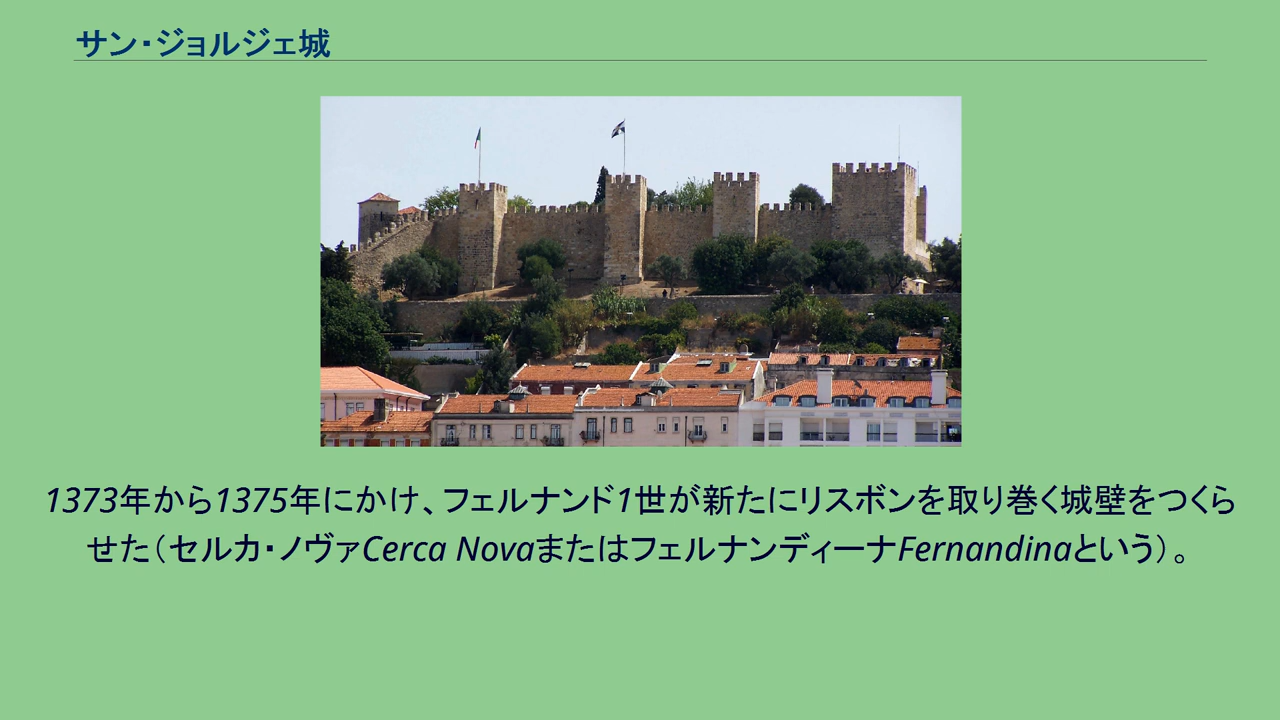 サン・ジョルジェ城
1373年から1375年にかけ、フェルナンド1世が新たにリスボンを取り巻く城壁をつくら
せた（セルカ・ノヴァCerca NovaまたはフェルナンディーナFernandinaという）。